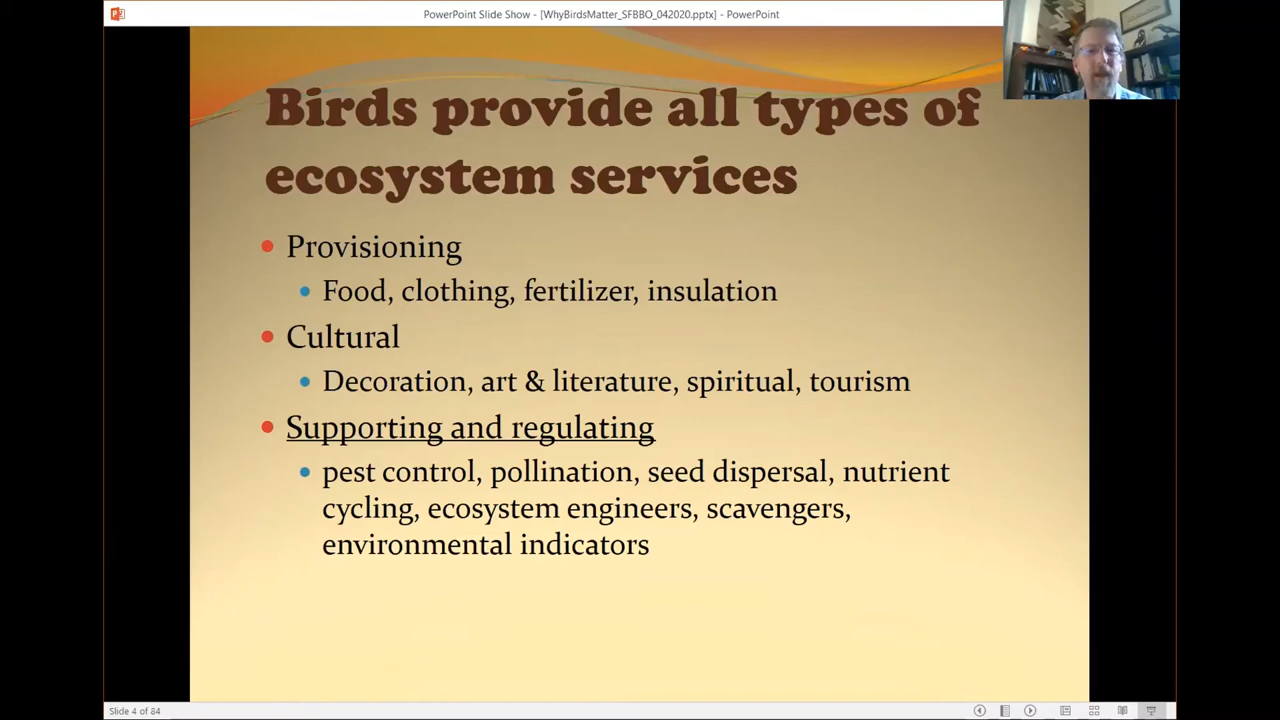 PowerPoint Slide Show - [WhyBirdsMatter_SFBBO_042020.pptx] - PowerPoint
Birds provide all types of
ecosystem services
Provisioning
Food, clothing, fertilizer, insulation
Cultural
Decoration, art & literature, spiritual, tourism
Supporting and regulating
pest control, pollination, seed dispersal, nutrient
cycling, ecosystem engineers, scavengers,
environmental indicators
Slide 4 of 84